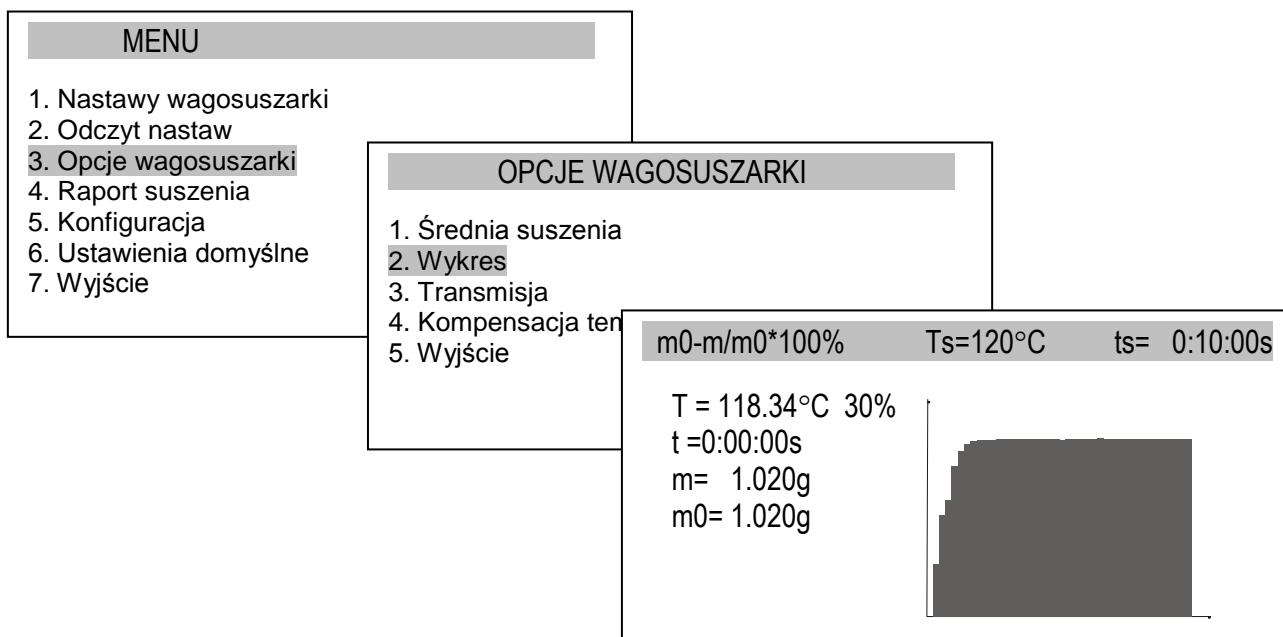 MENU
1. Nastawy wagosuszarki
2. Odczyt nastaw
3. Opcje wagosuszarki
4. Raport suszenia
5. Konfiguracja
6. Ustawienia domyślne
7. Wyjście
OPCJE WAGOSUSZARKI
1. Średnia suszenia
2. Wykres
3. Transmisja
4. Kompensacja
5. Wyjście
m0-m/m0*100% Ts=120°C ts= 0:10:00s
T = 118.34°C 30%
t =0:00:00s
m= 1.020g
m0= 1.020g